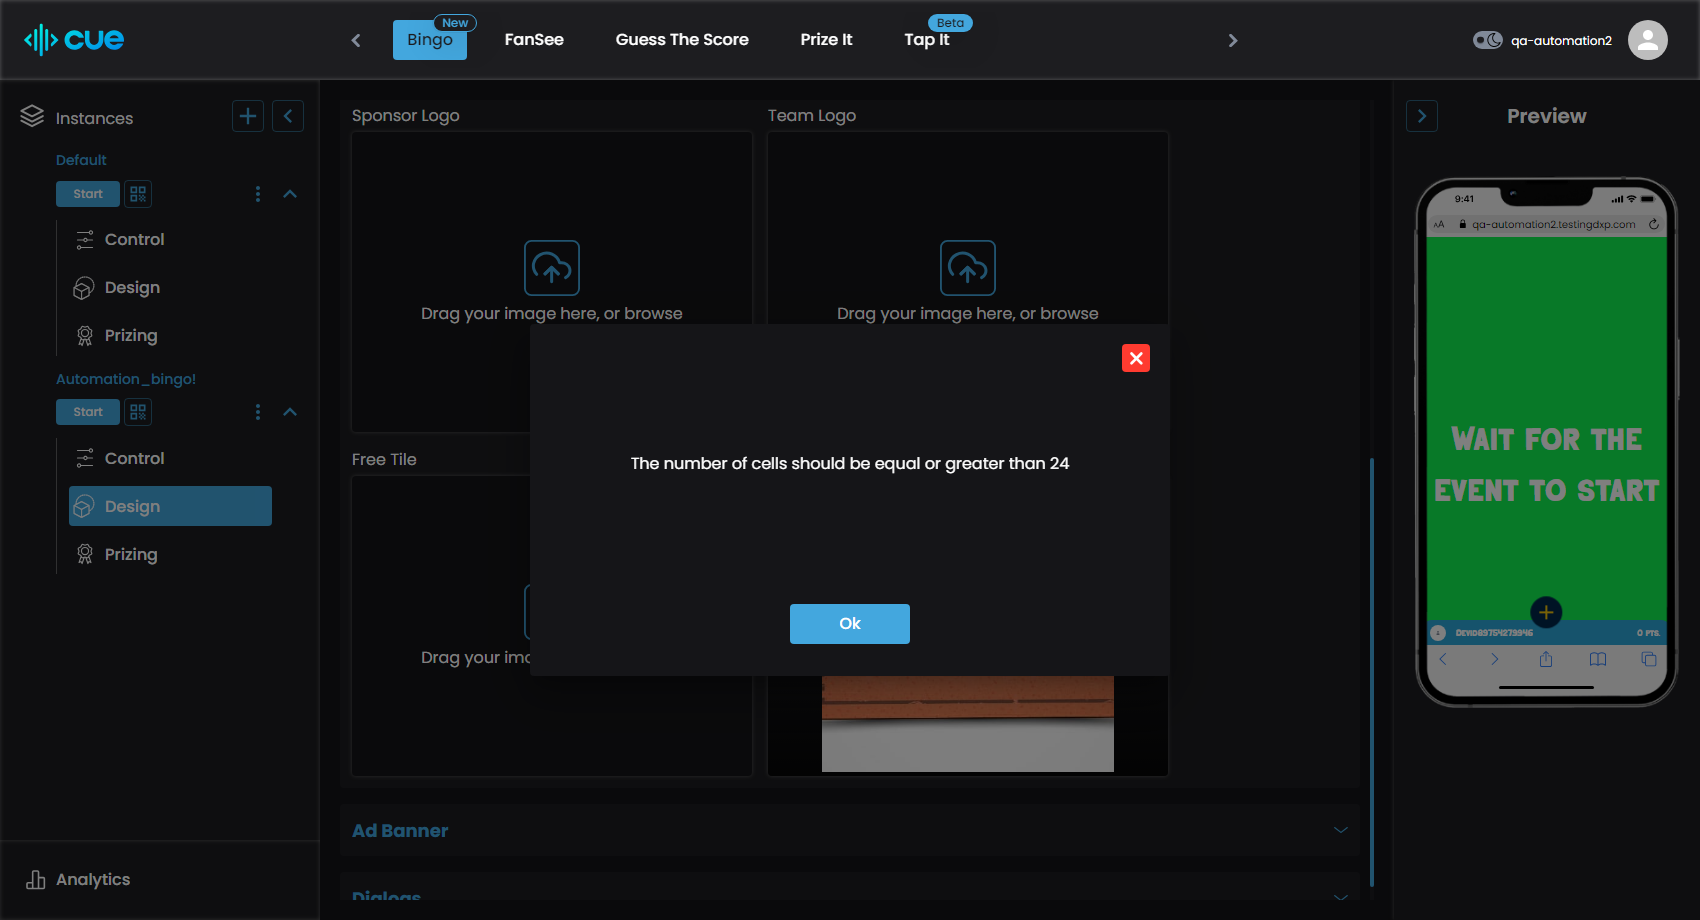 cue
Bingo
New
FanSee
Guess The Score
Prize It
Tap It
Beta
qa-automation2
Instances
Default
Start
Control
Design
Prizing
Automation_bingo!
Start
Control
Design
Prizing
Analytics
Sponsor Logo
Team Logo
Drag your image here, or browse
Drag your image here, or browse
Free Tile
Drag your ima
The number of cells should be equal or greater than 24
Ok
Ad Banner
Dialogs
Preview
9:41
AA
qa-automation2.testingdxp.com
WAIT FOR THE
EVENT TO START
DEVID89754273946
0 PTS.